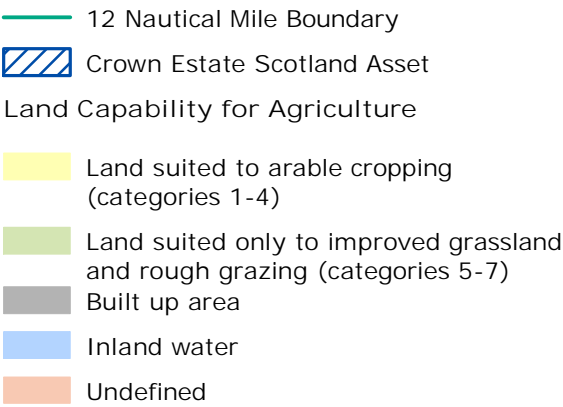 12 Nautical Mile Boundary
Crown Estate Scotland Asset
Land Capability for Agriculture
Land suited to arable cropping
(categories 1-4)
Land suited only to improved grassland
and rough grazing (categories 5-7)
Built up area
Inland water
Undefined